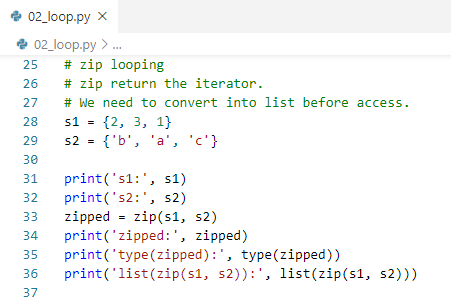 02_loop.py ×
02_loop.py > ...
25 # zip looping
26 # zip return the iterator.
27 # We need to convert into list before access.
28 s1 = {2, 3, 1}
29 s2 = {'b', 'a', 'c'}
30
31 print('s1:', s1)
32 print('s2:', s2)
33 zipped = zip(s1, s2)
34 print('zipped:', zipped)
35 print('type(zipped):', type(zipped))
36 print('list(zip(s1, s2)):', list(zip(s1, s2)))